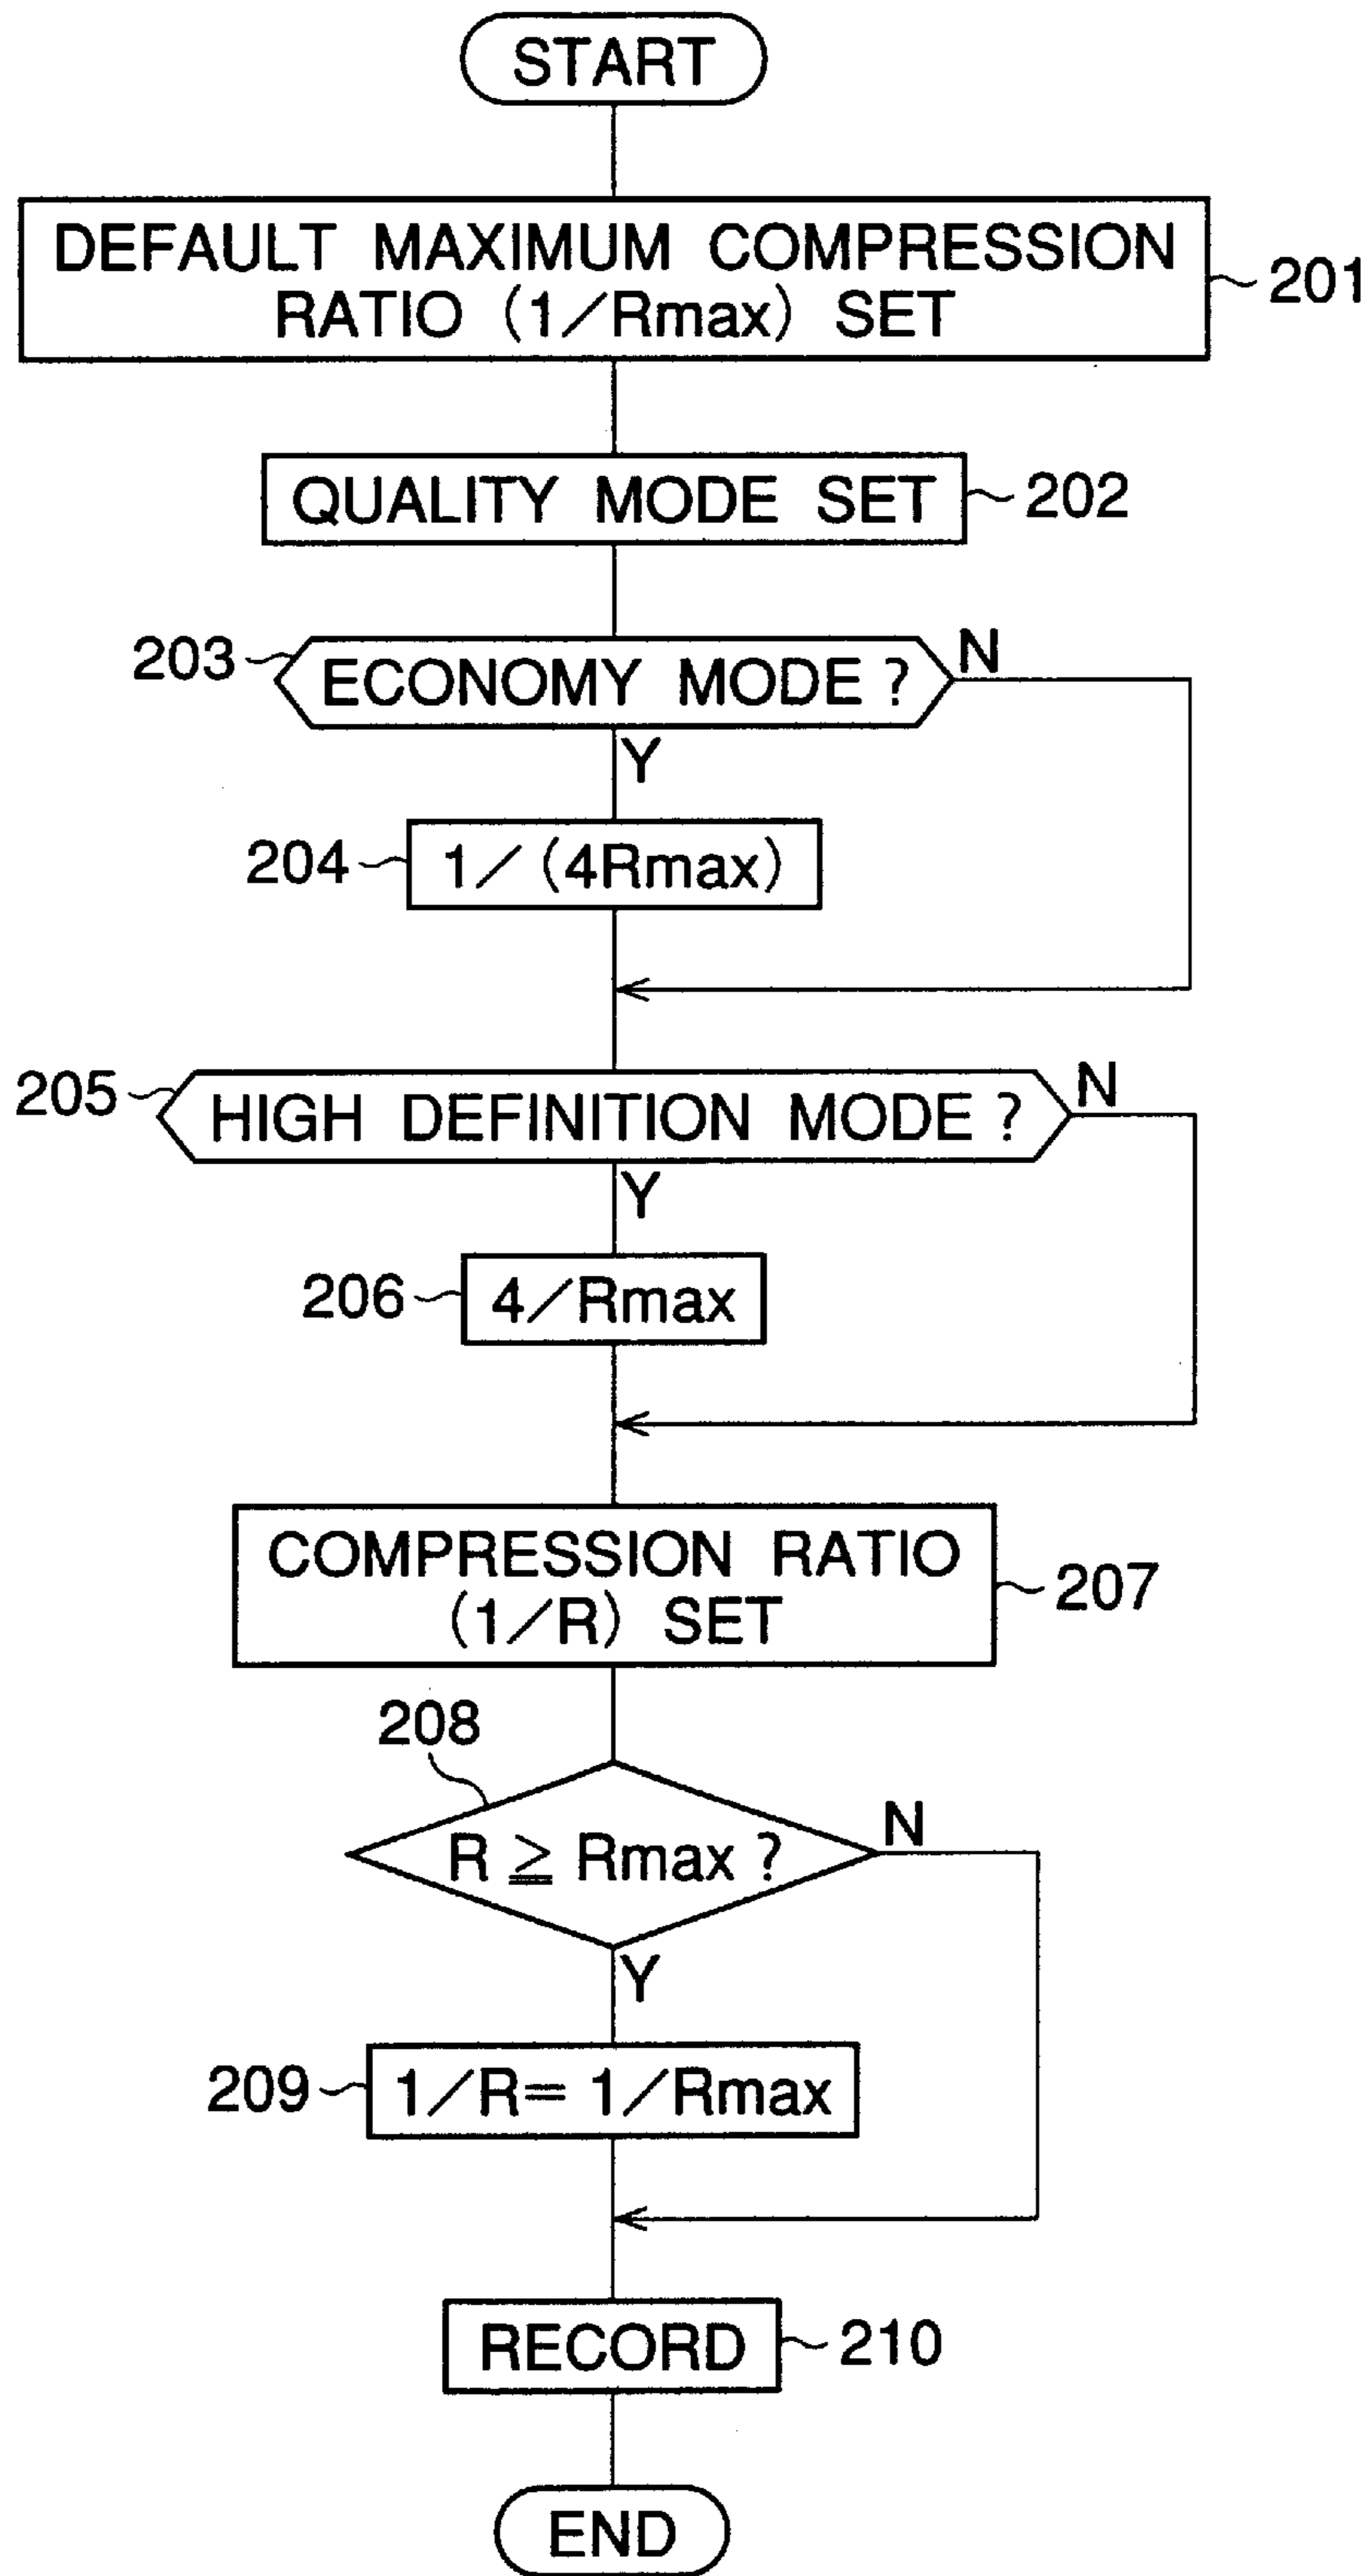 START
DEFAULT MAXIMUM COMPRESSION
RATIO (1/Rmax) SET
201
QUALITY MODE SET
202
203
ECONOMY MODE?
N
Y
204
1/(4Rmax)
205
HIGH DEFINITION MODE?
N
Y
206
4/Rmax
COMPRESSION RATIO
(1/R) SET
207
208
R ≧ Rmax?
N
Y
209
1/R=1/Rmax
RECORD
210
END